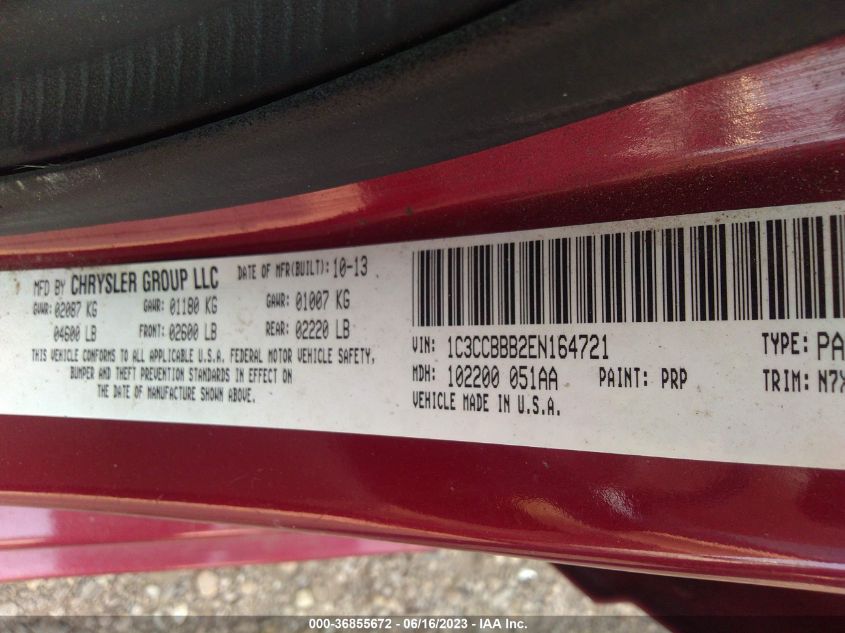 MFD BY CHRYSLER GROUP LLC DATE OF MFR(BUILT): 10-13
GVWR: 02087 KG GAWR: 01180 KG GAWR: 01007 KG
04600 LB FRONT: 02600 LB REAR: 02220 LB
THIS VEHICLE CONFORMS TO ALL APPLICABLE U.S.A. FEDERAL MOTOR VEHICLE SAFETY,
BUMPER AND THEFT PREVENTION STANDARDS IN EFFECT ON
THE DATE OF MANUFACTURE SHOWN ABOVE.
VIN: 1C3CCBBB2EN164721 TYPE: PA
MDH: 102200 051AA PAINT: PRP TRIM: N7X
VEHICLE MADE IN U.S.A.
000-36855672 - 06/16/2023 - IAAI.com